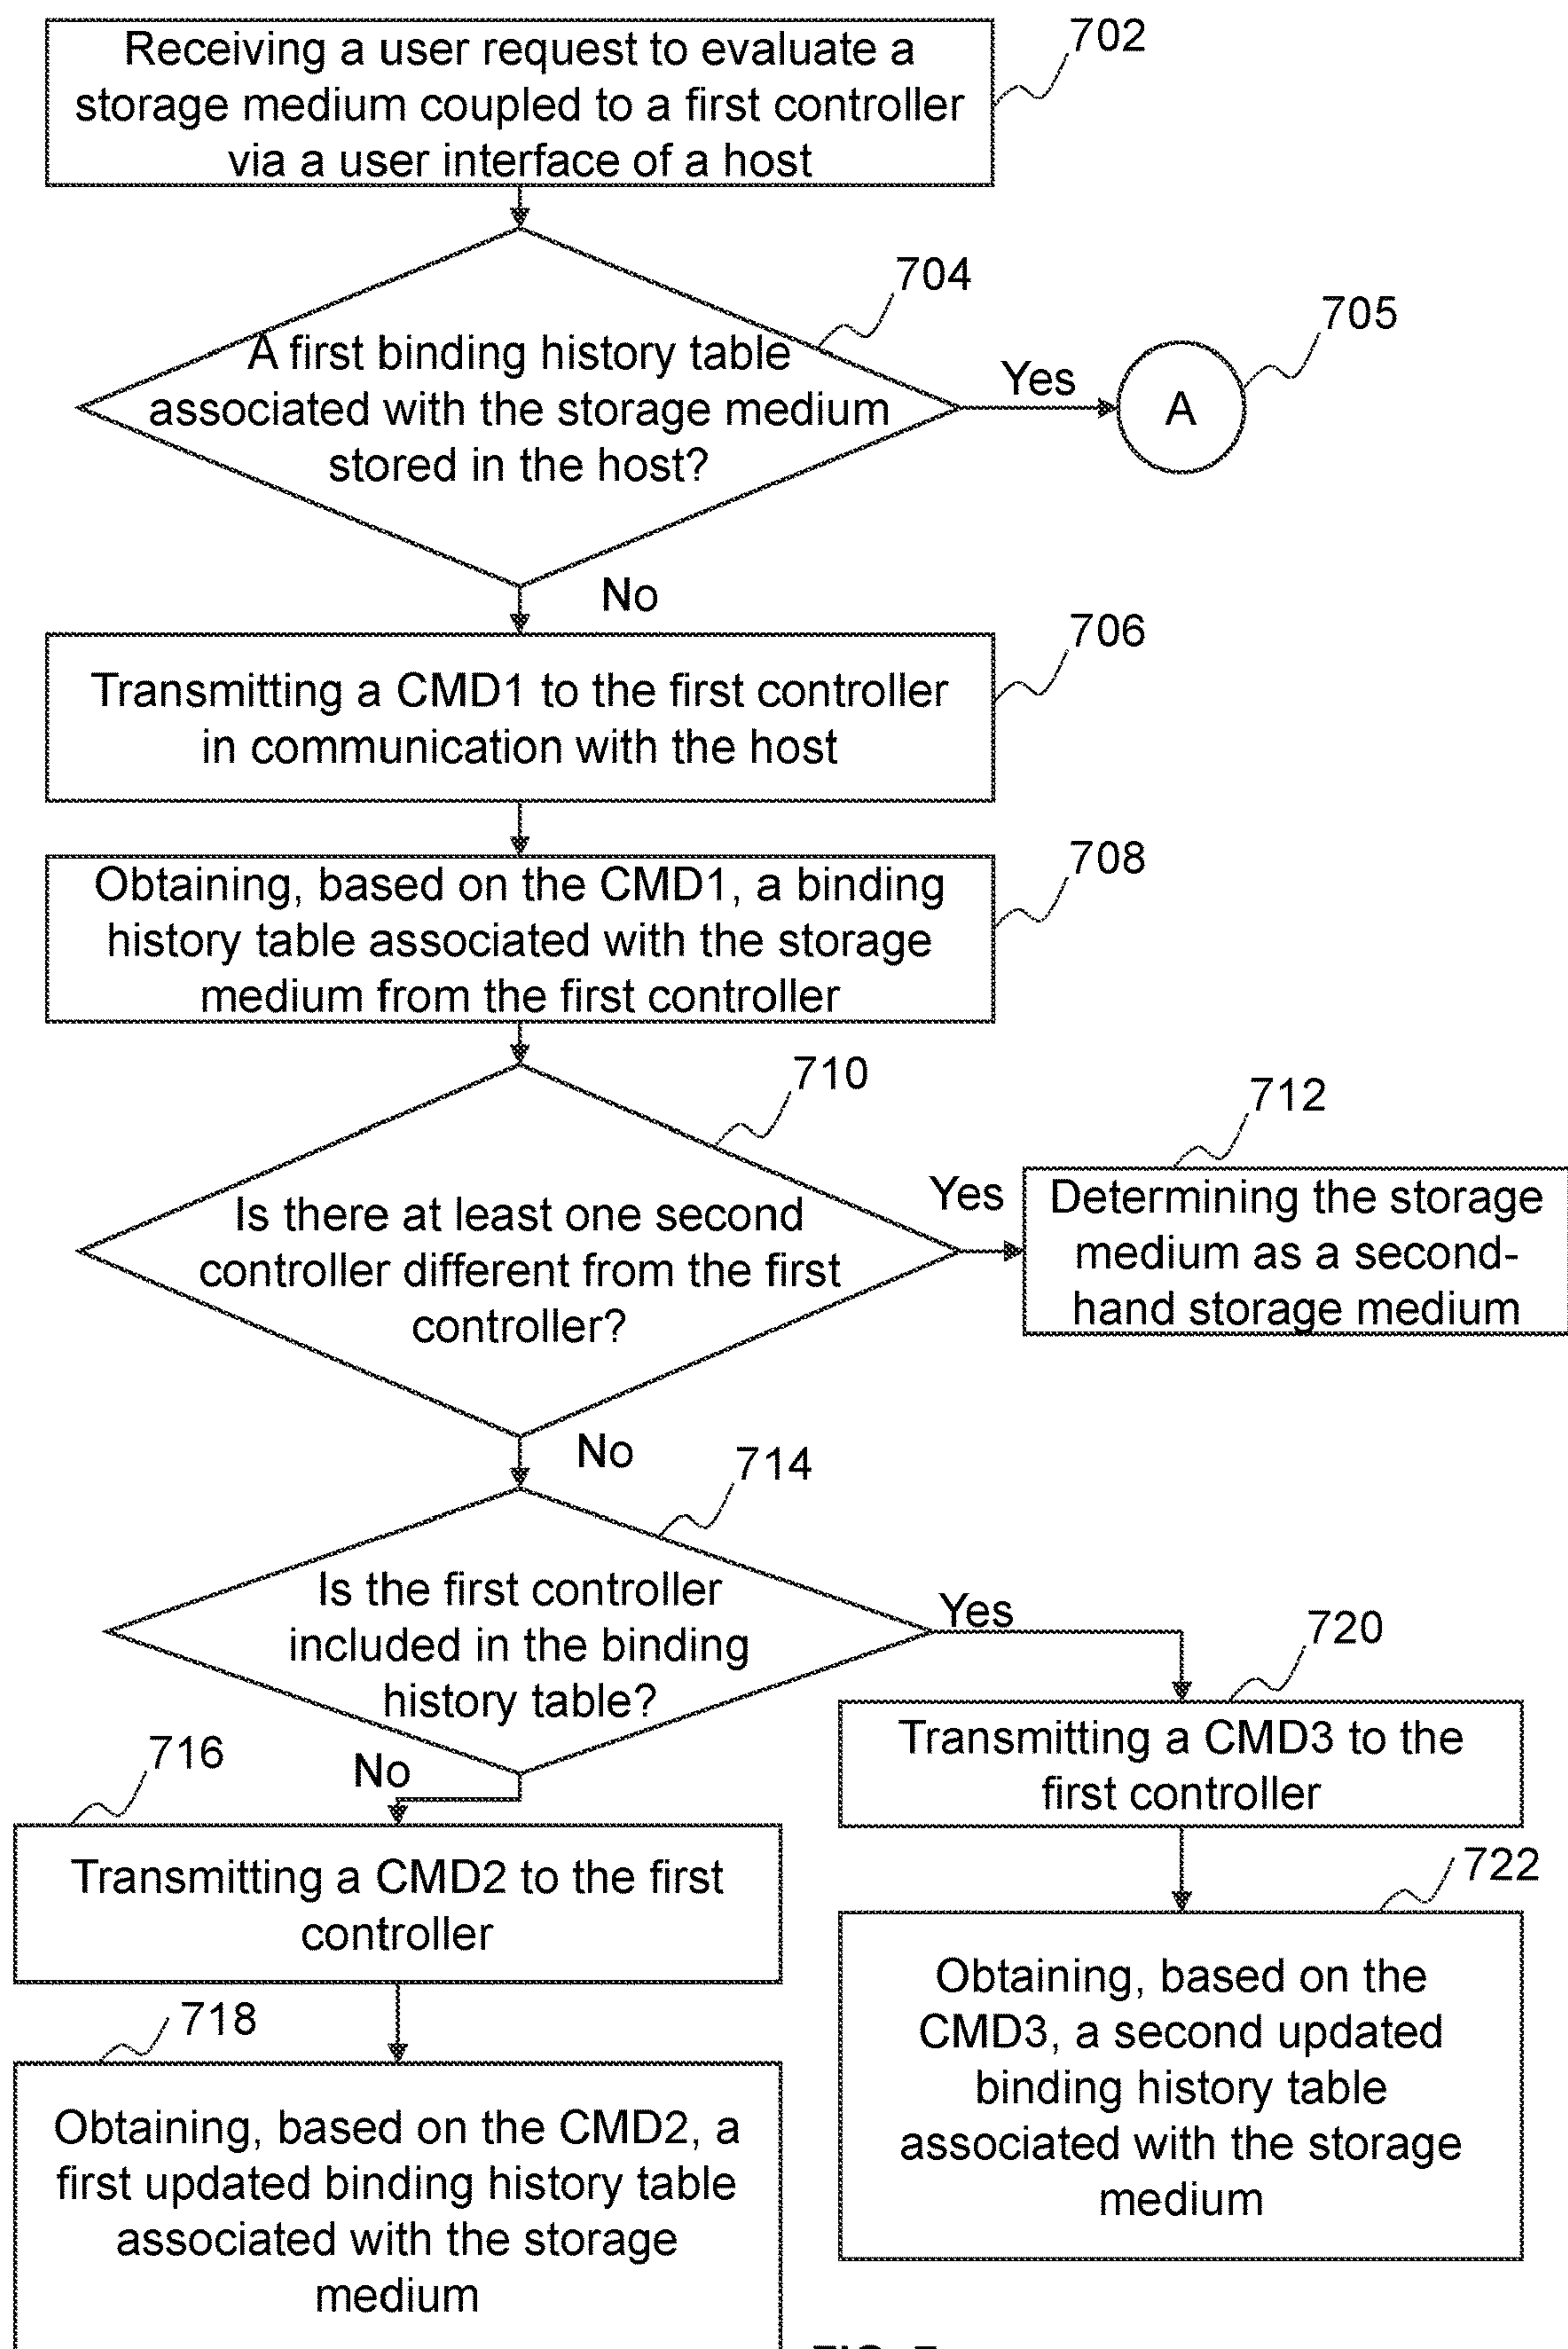 Receiving a user request to evaluate a
storage medium coupled to a first controller
via a user interface of a host
702
704
A first binding history table
associated with the storage medium
stored in the host?
Yes
A
705
No
706
Transmitting a CMD1 to the first controller
in communication with the host
708
Obtaining, based on the CMD1, a binding
history table associated with the storage
medium from the first controller
710
Is there at least one second
controller different from the first
controller?
Yes
712
Determining the storage
medium as a second-
hand storage medium
No
714
Is the first controller
included in the binding
history table?
Yes
720
Transmitting a CMD3 to the
first controller
No
716
Transmitting a CMD2 to the first
controller
722
Obtaining, based on the
CMD3, a second updated
binding history table
associated with the storage
medium
718
Obtaining, based on the CMD2, a
first updated binding history table
associated with the storage
medium